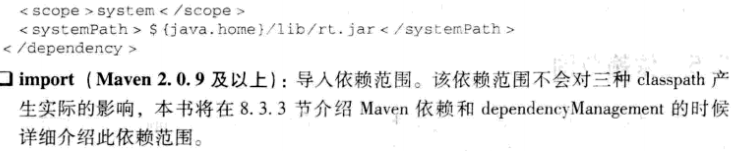 <scope>system</scope>
<systemPath>${java.home}/lib/rt.jar</systemPath>
</dependency>
❑ import（Maven 2.0.9 及以上）：导入依赖范围。该依赖范围不会对三种 classpath 产
生实际的影响，本书将在 8.3.3 节介绍 Maven 依赖和 dependencyManagement 的时候
详细介绍此依赖范围。